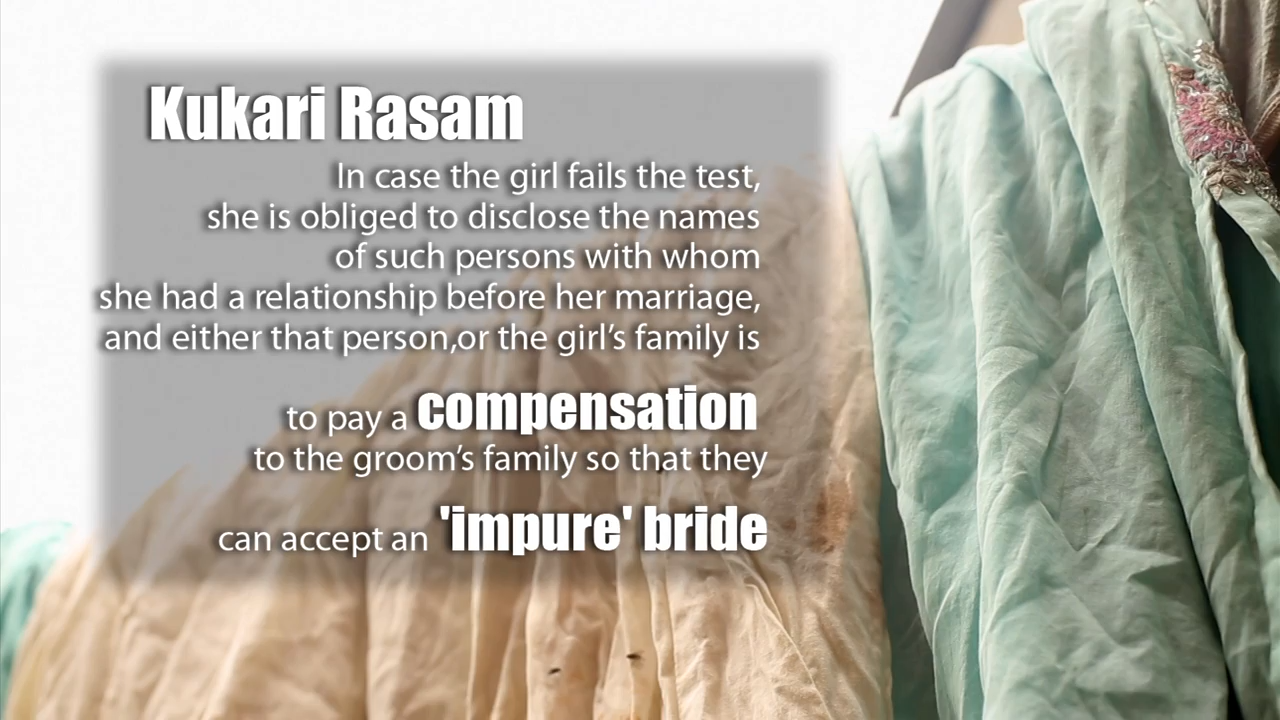 Kukari Rasam
In case the girl fails the test,
she is obliged to disclose the names
of such persons with whom
she had a relationship before her marriage,
and either that person,or the girl’s family is
to pay a compensation
to the groom’s family so that they
can accept an 'impure' bride